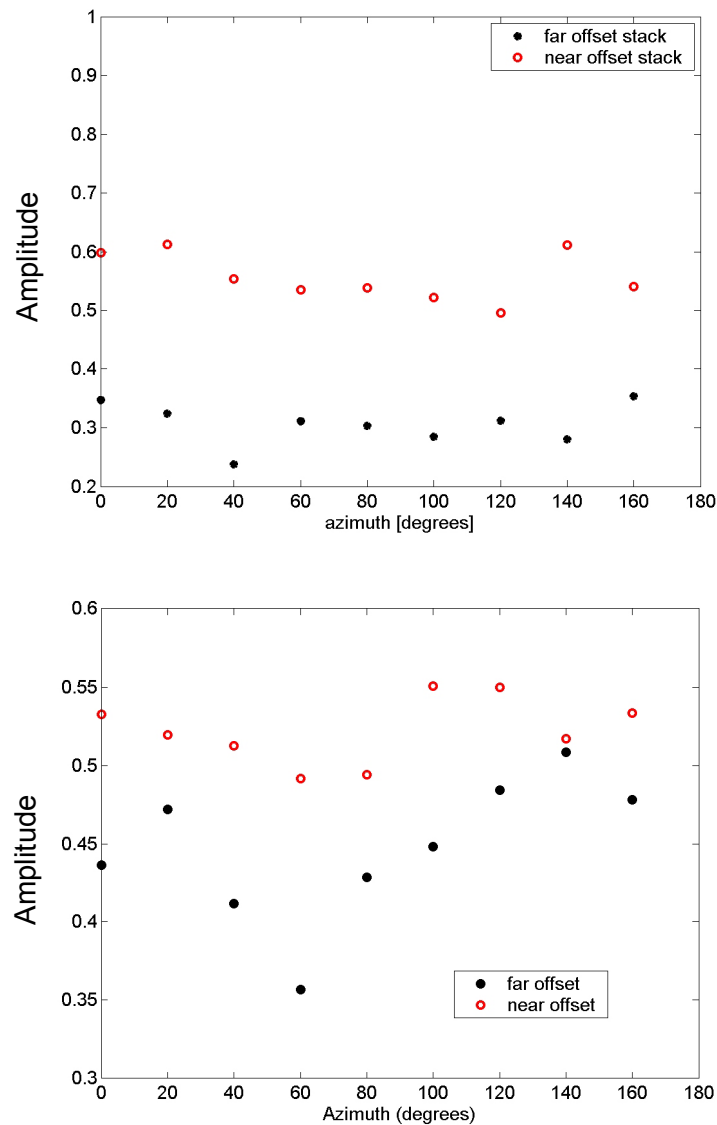 1
0.9
0.8
0.7
0.6
0.5
0.4
0.3
0.2
Amplitude
far offset stack
near offset stack
0 20 40 60 80 100 120 140 160 180
azimuth [degrees]
0.6
0.55
0.5
0.45
0.4
0.35
0.3
Amplitude
far offset
near offset
0 20 40 60 80 100 120 140 160 180
Azimuth (degrees)